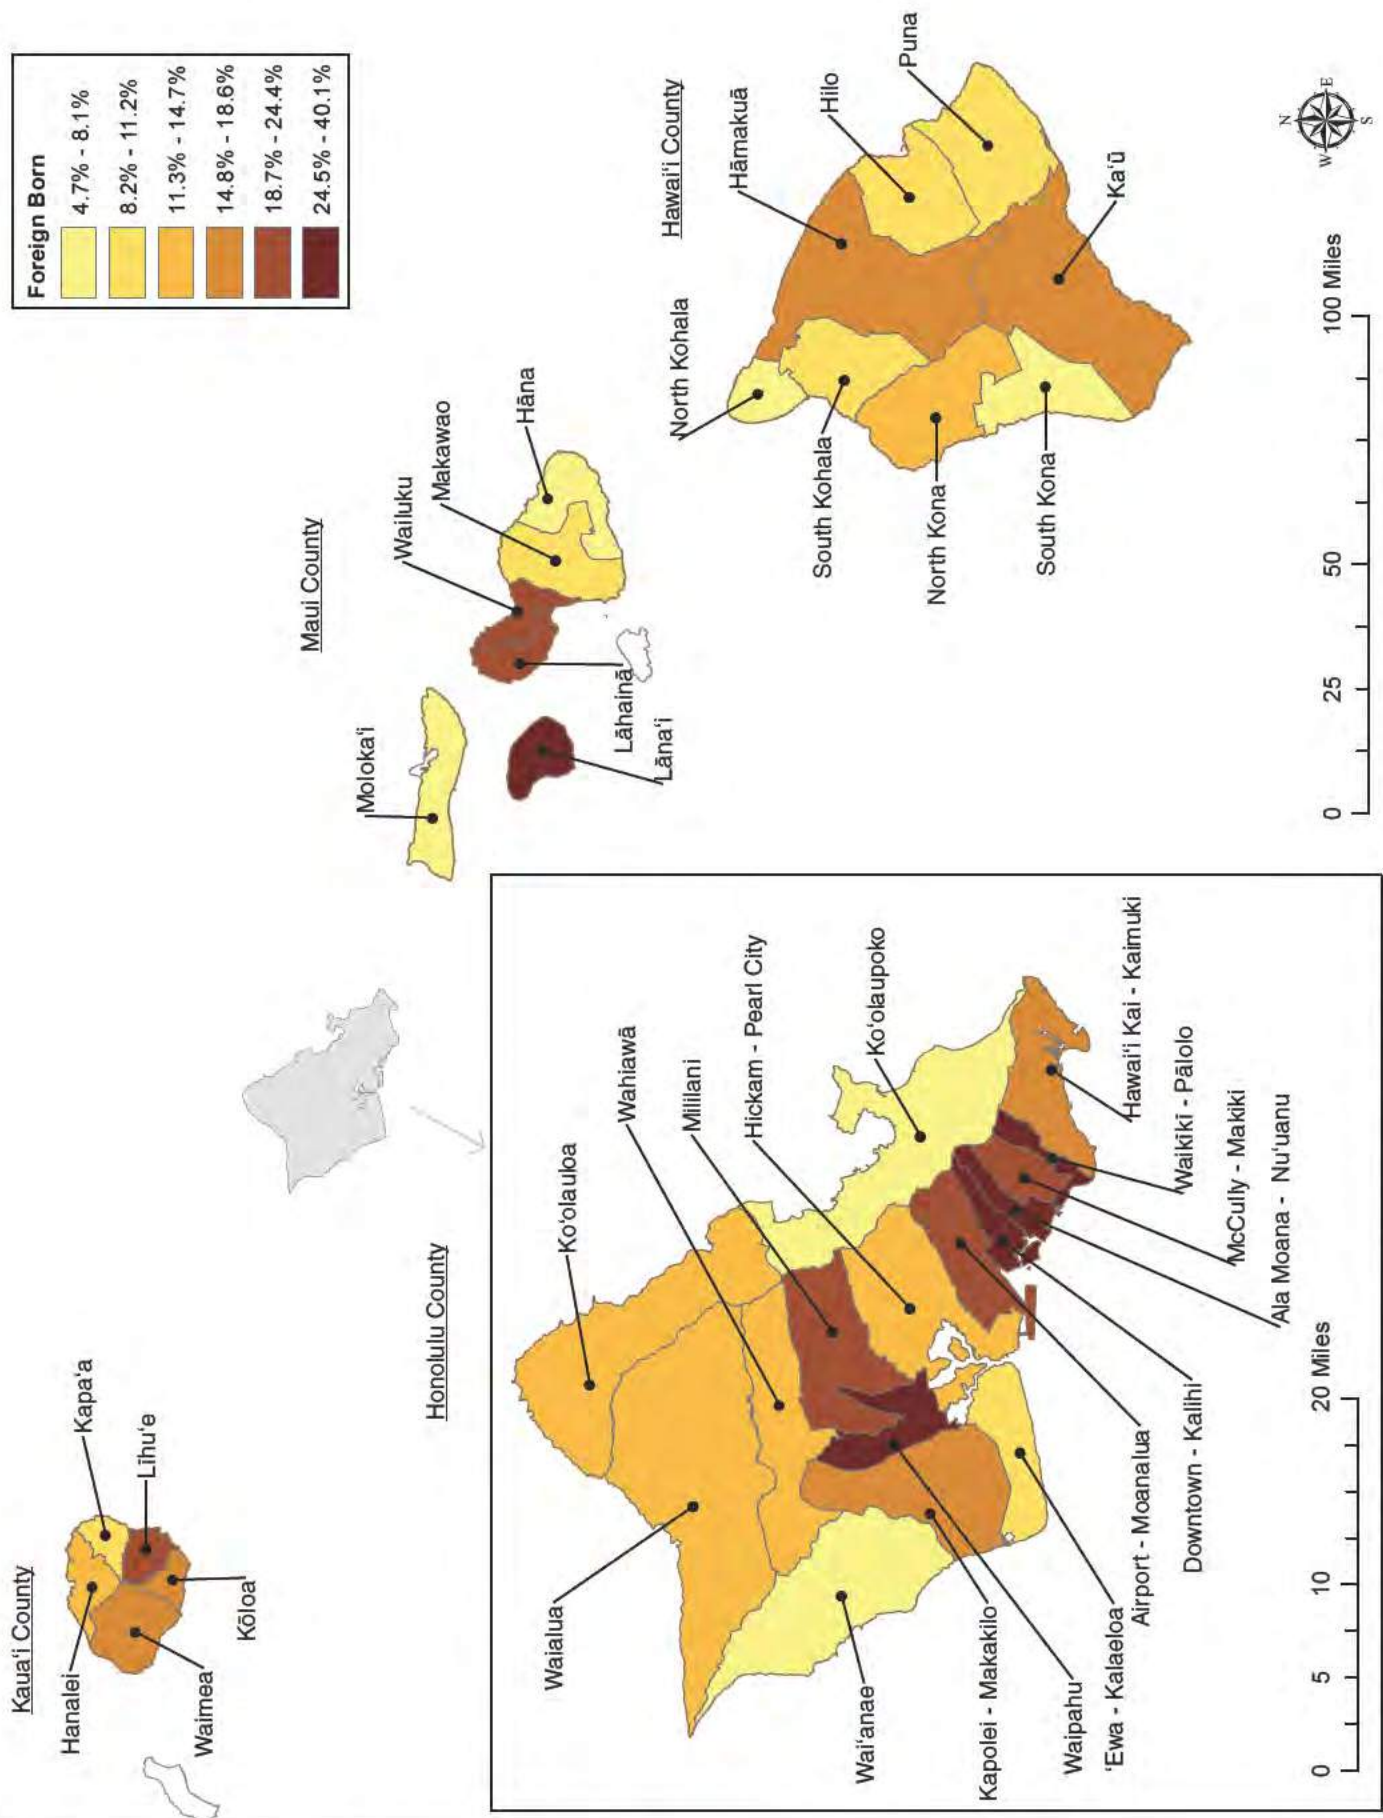 Kaua'i County
Hanalei
Kapa'a
Līhu'e
Waimea
Kōloa
Honolulu County
Waialua
Ko'olauloa
Wahiawā
Mililani
Hickam - Pearl City
Ko'olaupoko
Wai'anae
Kapolei - Makakilo
Waipahu
'Ewa - Kalaeloa
Airport - Moanalua
Downtown - Kalihi
Ala Moana - Nu'uanu
McCully - Makiki
Waikiki - Pālolo
Hawai'i Kai - Kaimuki
0 5 10 20 Miles
Maui County
Moloka'i
Wailuku
Makawao
Hāna
Lāhainā
Lāna'i
Foreign Born
4.7% - 8.1%
8.2% - 11.2%
11.3% - 14.7%
14.8% - 18.6%
18.7% - 24.4%
24.5% - 40.1%
Hawai'i County
North Kohala
Hāmakuā
Hilo
Puna
South Kohala
North Kona
South Kona
Ka'ū
0 25 50 100 Miles
N
W E
S